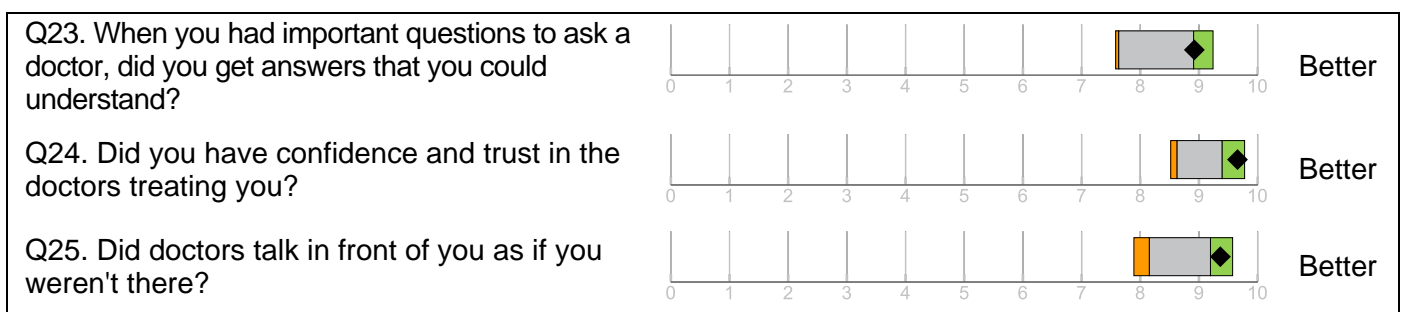 Q23. When you had important questions to ask a
doctor, did you get answers that you could
understand?
0 1 2 3 4 5 6 7 8 9 10
Better
Q24. Did you have confidence and trust in the
doctors treating you?
0 1 2 3 4 5 6 7 8 9 10
Better
Q25. Did doctors talk in front of you as if you
weren't there?
0 1 2 3 4 5 6 7 8 9 10
Better